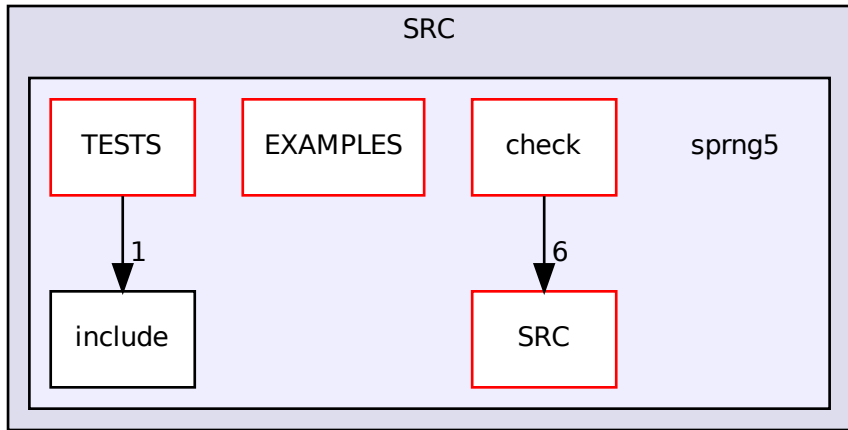 SRC
TESTS
EXAMPLES
check
sprng5
1
6
include
SRC